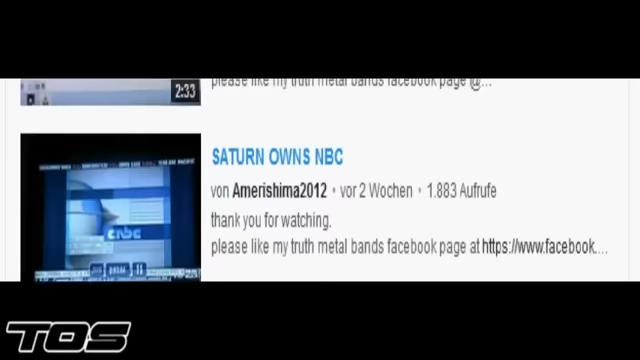 2:33
please like my truth metal bands facebook page @...
SATURN OWNS NBC
von Amerishima2012 • vor 2 Wochen • 1.883 Aufrufe
thank you for watching.
please like my truth metal bands facebook page at https://www.facebook....
cnbc
TOS